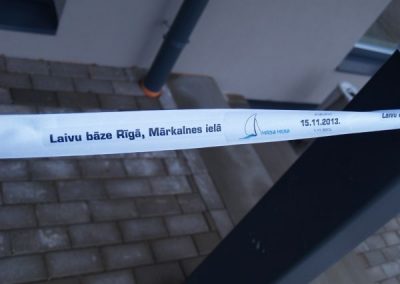 Laivu bāze Rīgā, Mārkalnes ielā
15.11.2013.
Laivu